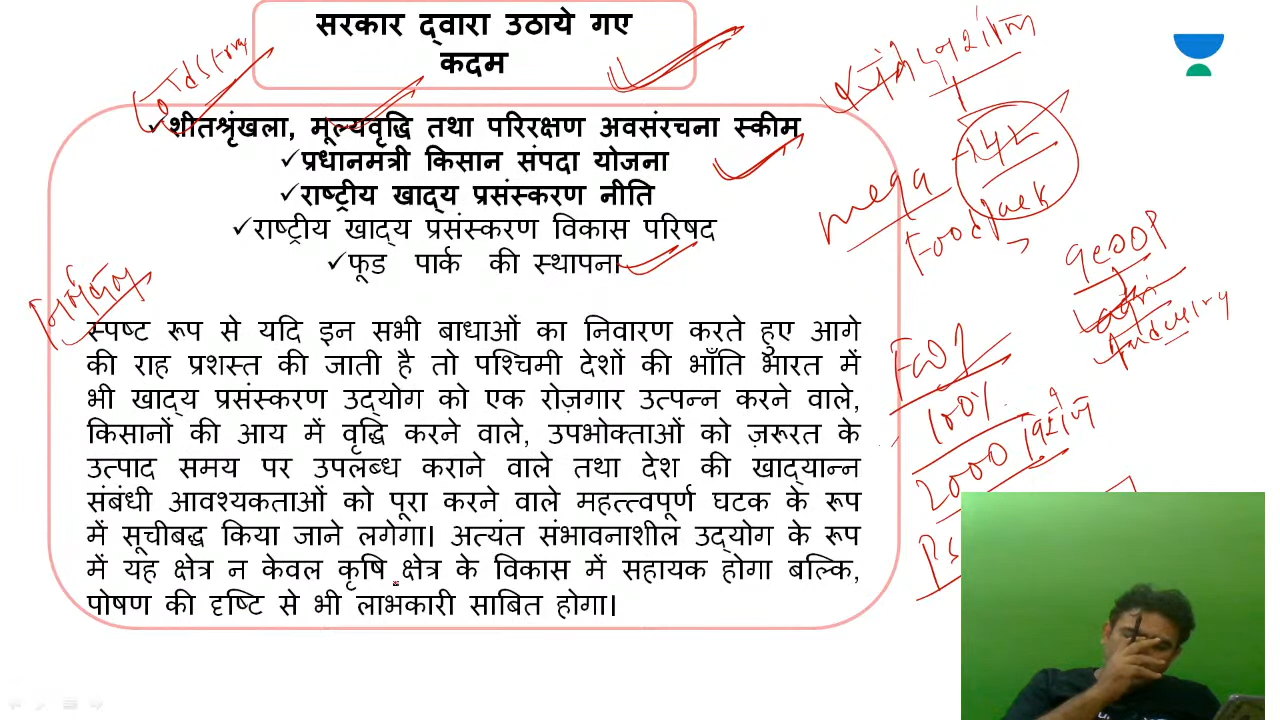 सरकार द्वारा उठाये गए
कदम
शीतश्रृंखला, मूल्यवृद्धि तथा परिरक्षण अवसंरचना स्कीम
✓प्रधानमंत्री किसान संपदा योजना
✓राष्ट्रीय खाद्य प्रसंस्करण नीति
✓राष्ट्रीय खाद्य प्रसंस्करण विकास परिषद
✓फूड पार्क की स्थापना
स्पष्ट रूप से यदि इन सभी बाधाओं का निवारण करते हुए आगे
की राह प्रशस्त की जाती है तो पश्चिमी देशों की भाँति भारत में
भी खाद्य प्रसंस्करण उद्योग को एक रोज़गार उत्पन्न करने वाले,
किसानों की आय में वृद्धि करने वाले, उपभोक्ताओं को ज़रूरत के
उत्पाद समय पर उपलब्ध कराने वाले तथा देश की खाद्यान्न
संबंधी आवश्यकताओं को पूरा करने वाले महत्त्वपूर्ण घटक के रूप
में सूचीबद्ध किया जाने लगेगा। अत्यंत संभावनाशील उद्योग के रूप
में यह क्षेत्र न केवल कृषि क्षेत्र के विकास में सहायक होगा बल्कि,
पोषण की दृष्टि से भी लाभकारी साबित होगा।
mega
42
100%
2000